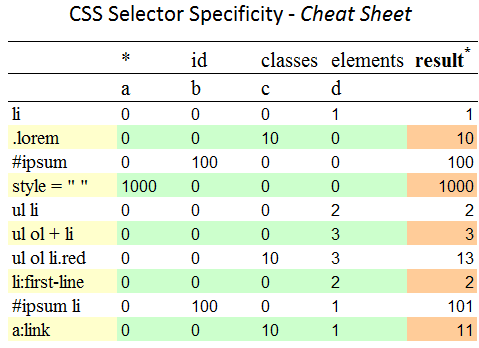 CSS Selector Specificity - Cheat Sheet
* id classes elements result*
a b c d
li 0 0 0 1 1
.lorem 0 0 10 0 10
#ipsum 0 100 0 0 100
style = " " 1000 0 0 0 1000
ul li 0 0 0 2 2
ul ol + li 0 0 0 3 3
ul ol li.red 0 0 10 3 13
li:first-line 0 0 0 2 2
#ipsum li 0 100 0 1 101
a:link 0 0 10 1 11